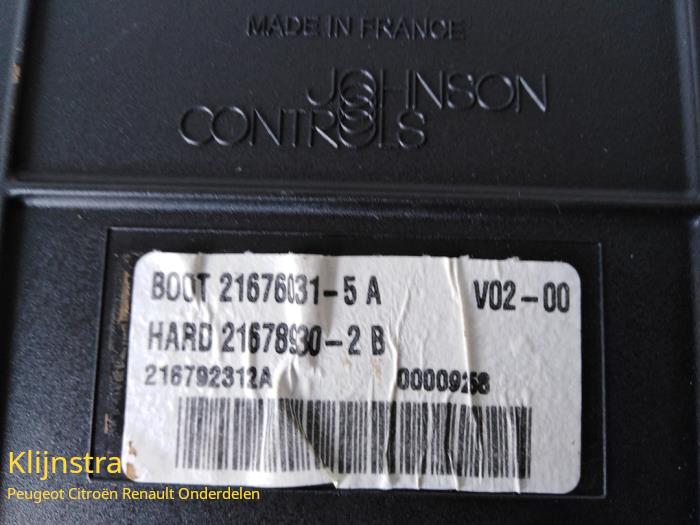 MADE IN FRANCE
JOHNSON
CONTROLS
BOOT 21676031-5 A V02-00
HARD 21678930-2 B
216792312A 00009258
Klijnstra
Peugeot Citroën Renault Onderdelen